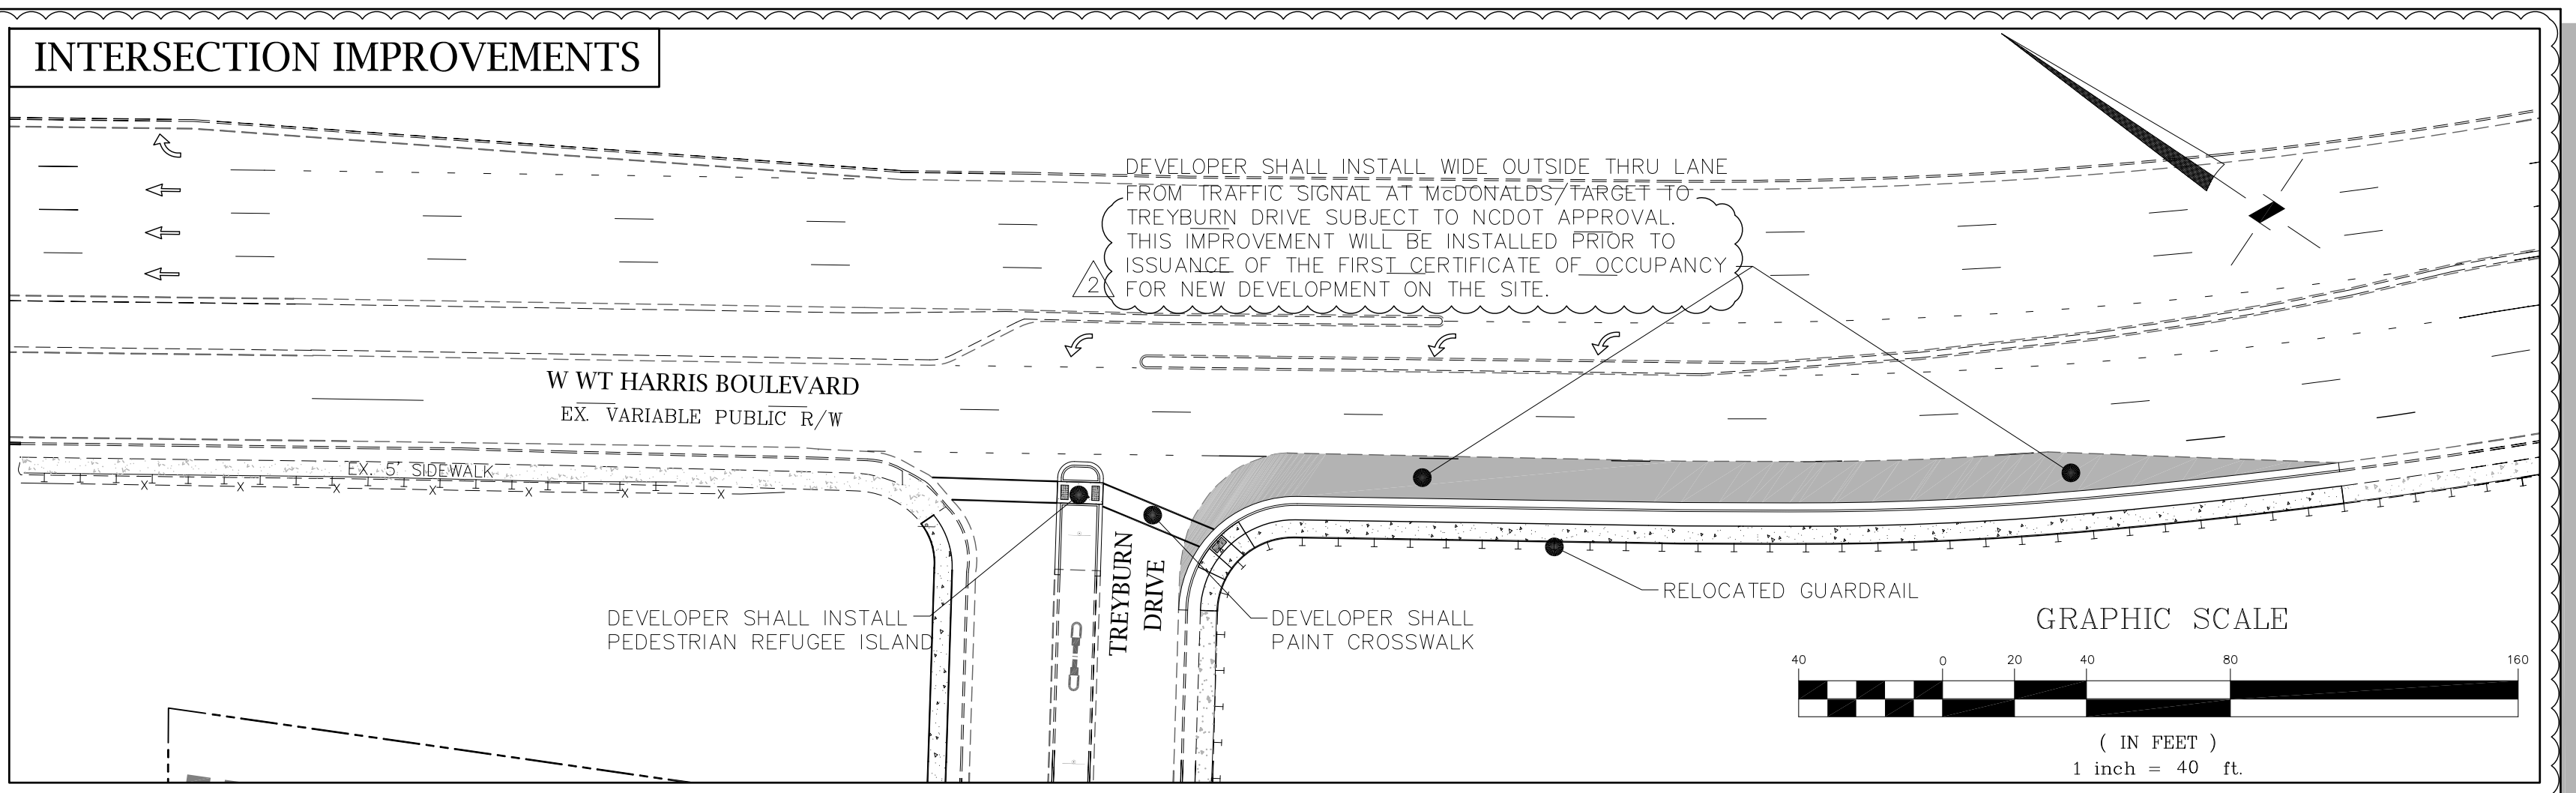 INTERSECTION IMPROVEMENTS
DEVELOPER SHALL INSTALL WIDE OUTSIDE THRU LANE
FROM TRAFFIC SIGNAL AT McDONALDS/TARGET TO
TREYBURN DRIVE SUBJECT TO NCDOT APPROVAL.
THIS IMPROVEMENT WILL BE INSTALLED PRIOR TO
ISSUANCE OF THE FIRST CERTIFICATE OF OCCUPANCY
FOR NEW DEVELOPMENT ON THE SITE.
2
Z
W WT HARRIS BOULEVARD
EX. VARIABLE PUBLIC R/W
EX. 5' SIDEWALK
X X X X X X X
DEVELOPER SHALL INSTALL
PEDESTRIAN REFUGEE ISLAND
TREYBURN
DRIVE
DEVELOPER SHALL
PAINT CROSSWALK
RELOCATED GUARDRAIL
GRAPHIC SCALE
40 0 20 40 80 160
( IN FEET )
1 inch = 40 ft.